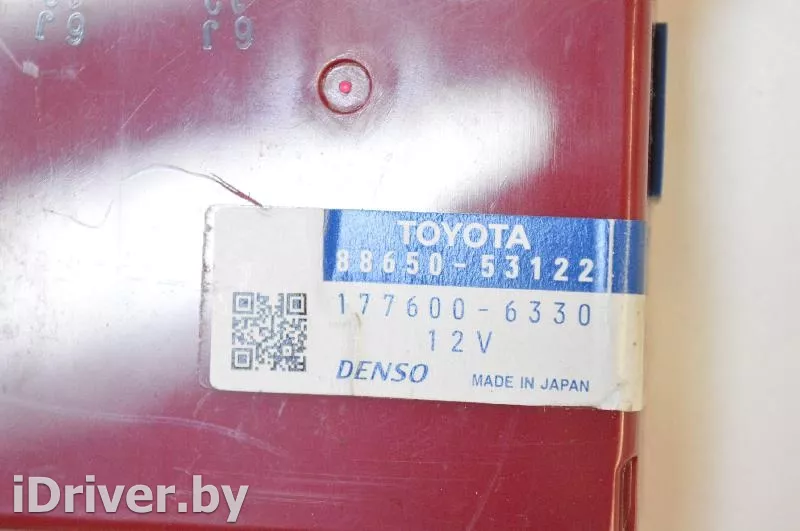 TOYOTA
88650-53122
177600-6330
12V
DENSO
MADE IN JAPAN
iDriver.by